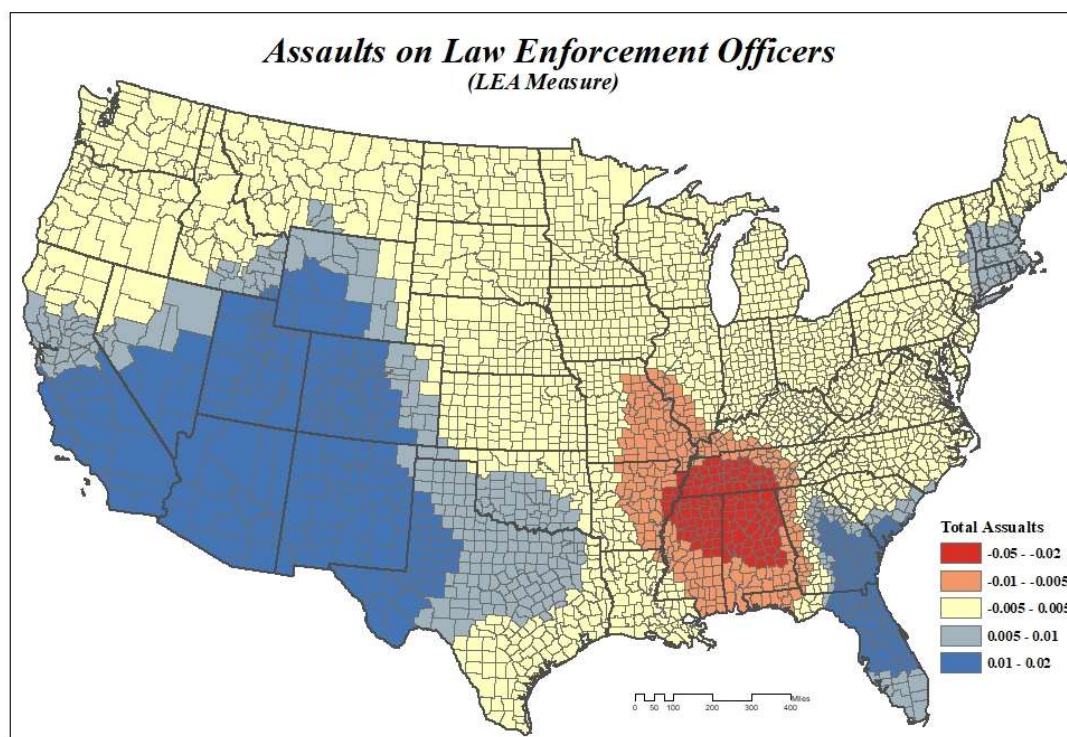 Assaults on Law Enforcement Officers
(LEA Measure)
Total Assualts
-0.05 - -0.02
-0.01 - -0.005
-0.005 - 0.005
0.005 - 0.01
0.01 - 0.02
Miles
0 50 100 200 300 400